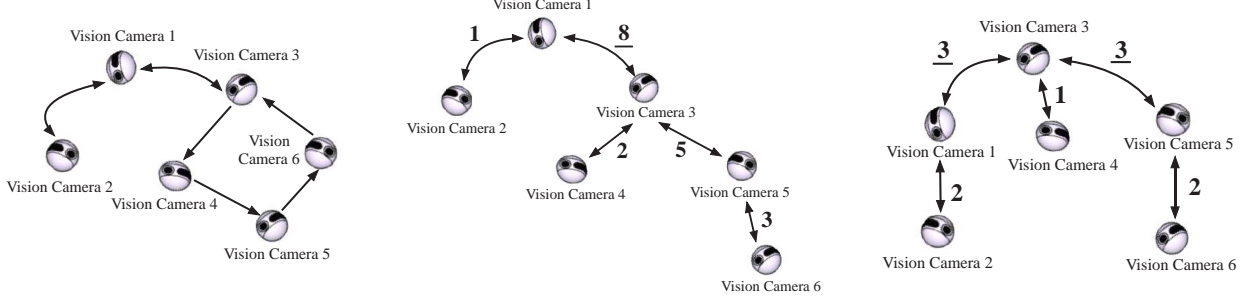 Vision Camera 1
Vision Camera 3
Vision
Camera 6
Vision Camera 2
Vision Camera 4
Vision Camera 5
Vision Camera 1
1
8
Vision Camera 2
Vision Camera 3
2
5
Vision Camera 4
Vision Camera 5
3
Vision Camera 6
Vision Camera 3
3
3
1
Vision Camera 1
Vision Camera 4
Vision Camera 5
2
2
Vision Camera 2
Vision Camera 6